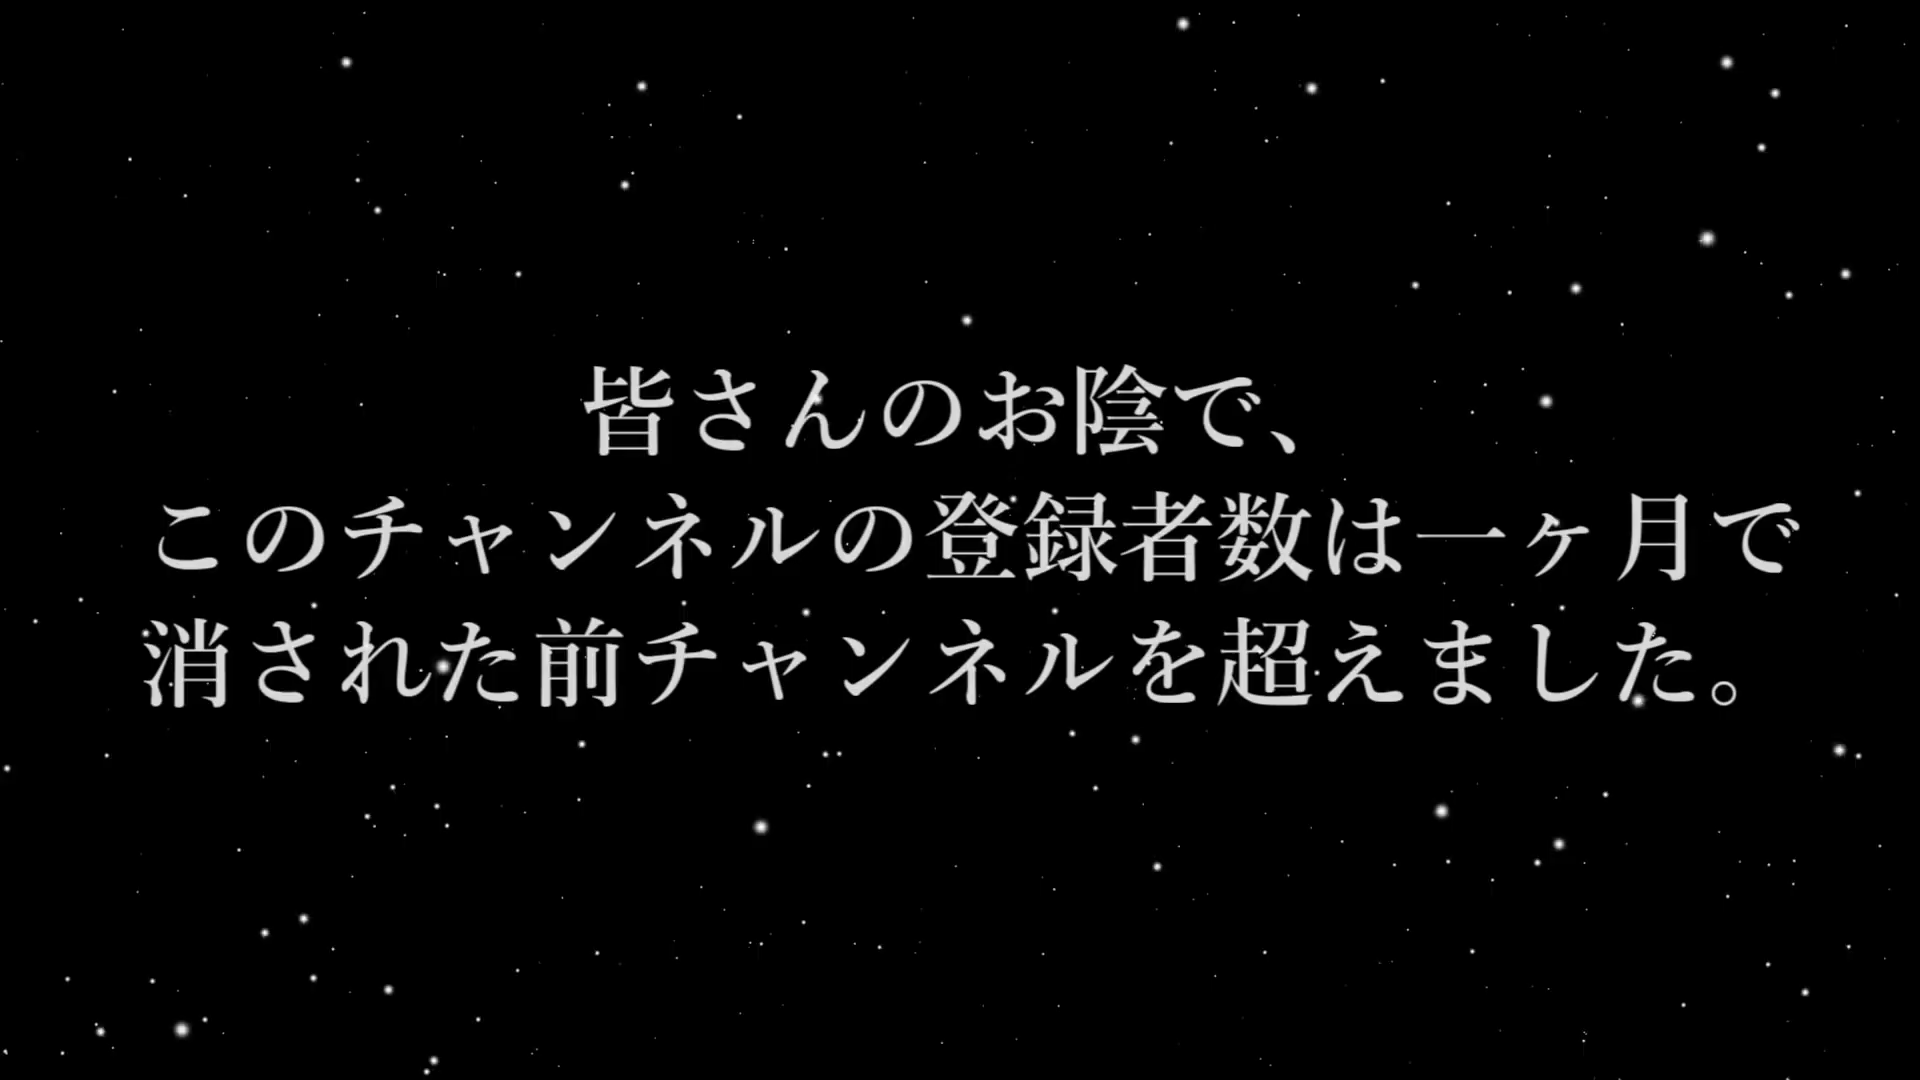 皆さんのお陰で、
このチャンネルの登録者数は一ヶ月で
消された前チャンネルを超えました。